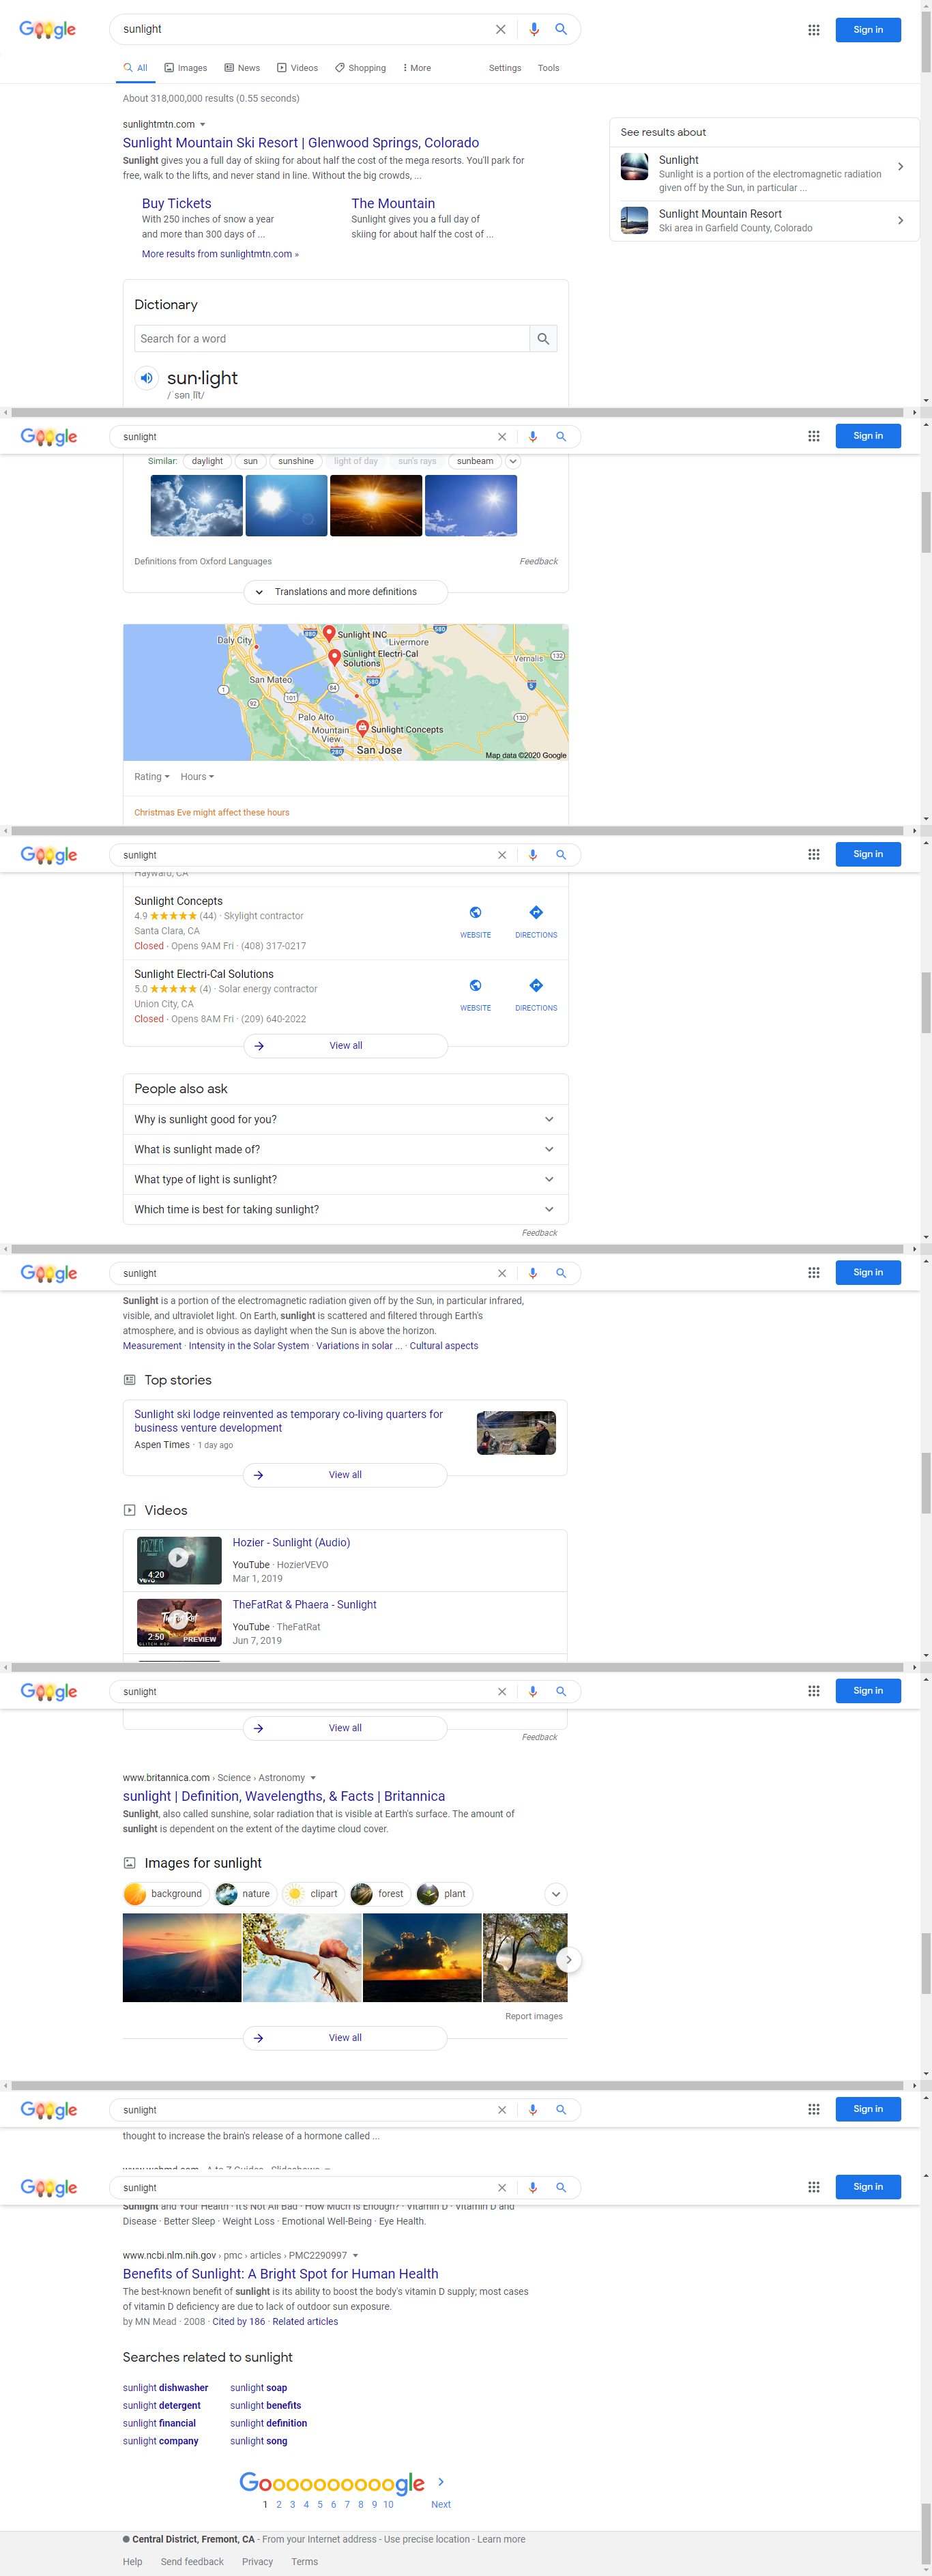 Google
sunlight
Sign in
All Images News Videos Shopping More Settings Tools
About 318,000,000 results (0.55 seconds)
sunlightmtn.com
Sunlight Mountain Ski Resort | Glenwood Springs, Colorado
Sunlight gives you a full day of skiing for about half the cost of the mega resorts. You'll park for
free, walk to the lifts, and never stand in line. Without the big crowds, ...
Buy Tickets
With 250 inches of snow a year
and more than 300 days of ...
The Mountain
Sunlight gives you a full day of
skiing for about half the cost of ...
More results from sunlightmtn.com »
See results about
Sunlight
Sunlight is a portion of the electromagnetic radiation
given off by the Sun, in particular ...
Sunlight Mountain Resort
Ski area in Garfield County, Colorado
Dictionary
Search for a word
sun·light
/ˈsənˌlīt/
Google
sunlight
Sign in
Similar: daylight sun sunshine light of day sun's rays sunbeam
Definitions from Oxford Languages
Feedback
Translations and more definitions
Daly City
880
Sunlight INC
580
Livermore
Sunlight Electri-Cal
Solutions
Vernalis
132
San Mateo
680
5
1
92
101
84
Palo Alto
130
Mountain
View
Sunlight Concepts
280
San Jose
Map data ©2020 Google
Rating Hours
Christmas Eve might affect these hours
Google
sunlight
Sign in
Hayward, CA
Sunlight Concepts
4.9 (44) · Skylight contractor
Santa Clara, CA
Closed · Opens 9AM Fri · (408) 317-0217
WEBSITE
DIRECTIONS
Sunlight Electri-Cal Solutions
5.0 (4) · Solar energy contractor
Union City, CA
Closed · Opens 8AM Fri · (209) 640-2022
WEBSITE
DIRECTIONS
View all
People also ask
Why is sunlight good for you?
What is sunlight made of?
What type of light is sunlight?
Which time is best for taking sunlight?
Feedback
Google
sunlight
Sign in
Sunlight is a portion of the electromagnetic radiation given off by the Sun, in particular infrared,
visible, and ultraviolet light. On Earth, sunlight is scattered and filtered through Earth's
atmosphere, and is obvious as daylight when the Sun is above the horizon.
Measurement · Intensity in the Solar System · Variations in solar ... · Cultural aspects
Top stories
Sunlight ski lodge reinvented as temporary co-living quarters for
business venture development
Aspen Times · 1 day ago
View all
Videos
HOZIER
4:20
vevo
Hozier - Sunlight (Audio)
YouTube · HozierVEVO
Mar 1, 2019
TheFatRat
2:50
PREVIEW
GLITCH HOP
TheFatRat & Phaera - Sunlight
YouTube · TheFatRat
Jun 7, 2019
Google
sunlight
Sign in
View all
Feedback
www.britannica.com › Science › Astronomy
sunlight | Definition, Wavelengths, & Facts | Britannica
Sunlight, also called sunshine, solar radiation that is visible at Earth's surface. The amount of
sunlight is dependent on the extent of the daytime cloud cover.
Images for sunlight
background nature clipart forest plant
Report images
View all
Google
sunlight
Sign in
thought to increase the brain's release of a hormone called ...
www.webmd.com › A to Z Guides › Slideshows
Google
sunlight
Sign in
Sunlight and Your Health · It's Not All Bad · How Much Is Enough? · Vitamin D · Vitamin D and
Disease · Better Sleep · Weight Loss · Emotional Well-Being · Eye Health.
www.ncbi.nlm.nih.gov › pmc › articles › PMC2290997
Benefits of Sunlight: A Bright Spot for Human Health
The best-known benefit of sunlight is its ability to boost the body's vitamin D supply; most cases
of vitamin D deficiency are due to lack of outdoor sun exposure.
by MN Mead · 2008 · Cited by 186 · Related articles
Searches related to sunlight
sunlight dishwasher
sunlight soap
sunlight detergent
sunlight benefits
sunlight financial
sunlight definition
sunlight company
sunlight song
Goooooooooogle
1 2 3 4 5 6 7 8 9 10 Next
Central District, Fremont, CA - From your Internet address - Use precise location - Learn more
Help Send feedback Privacy Terms